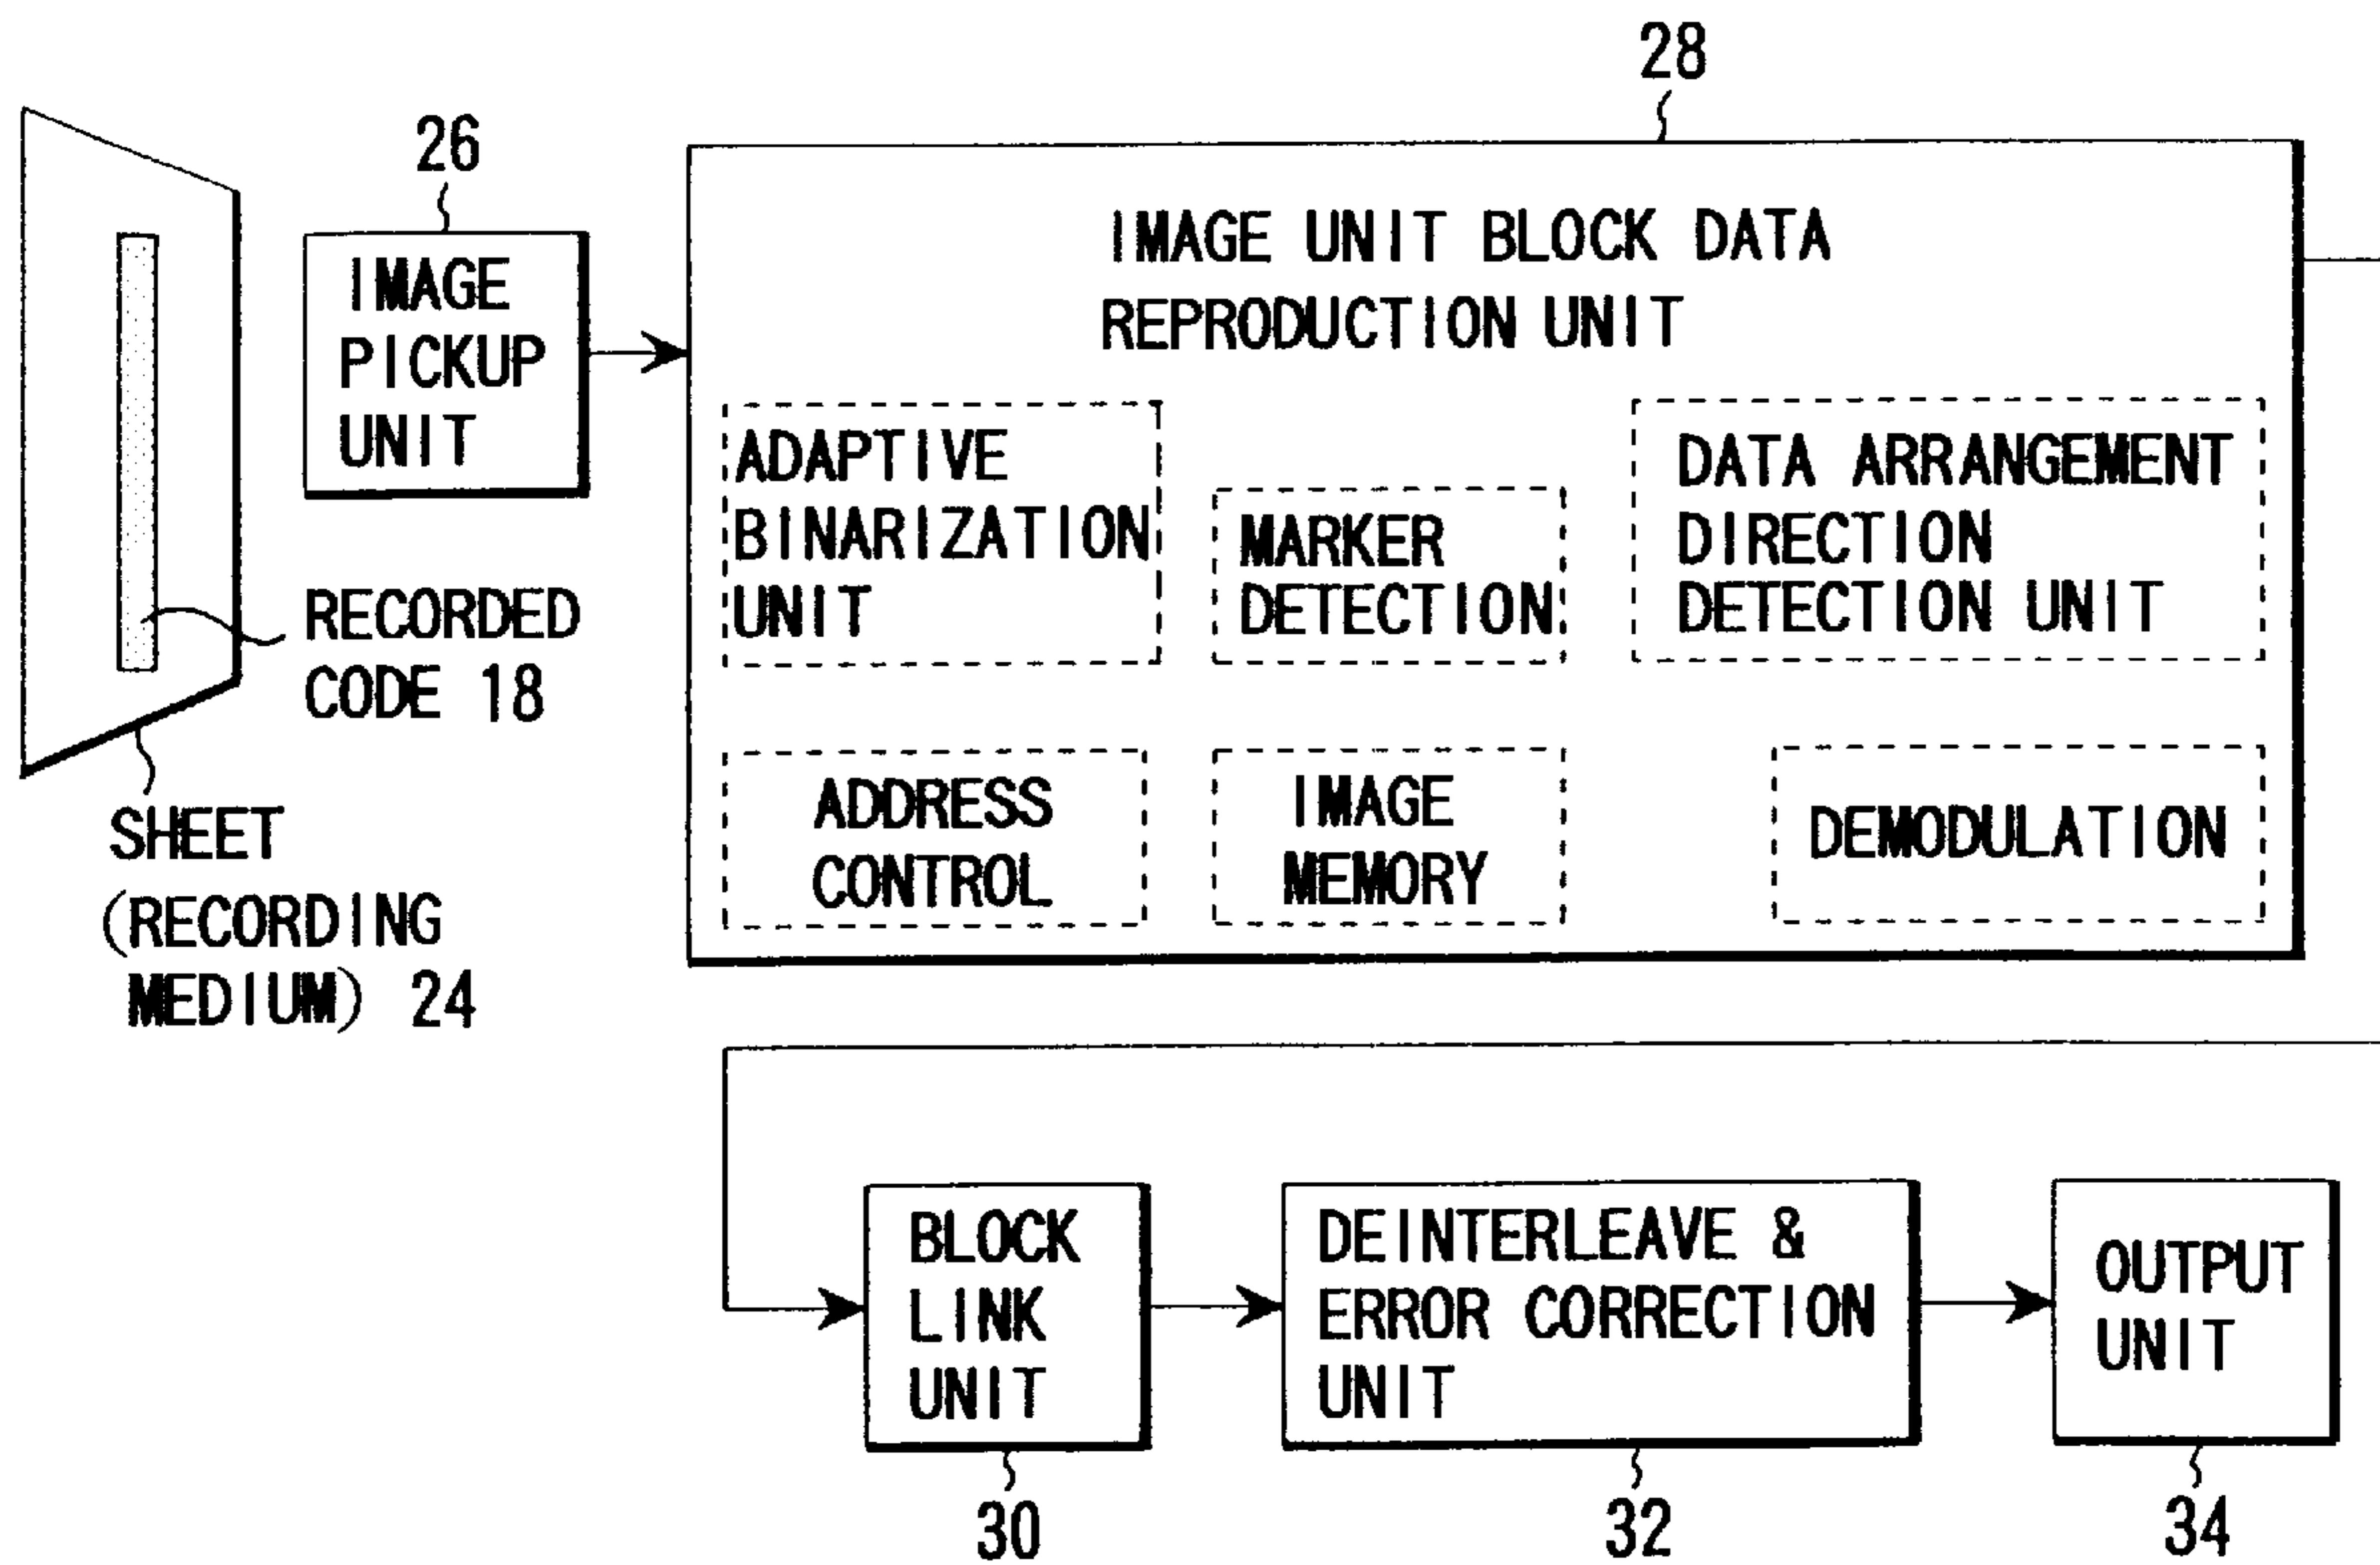 28
26
IMAGE UNIT BLOCK DATA
REPRODUCTION UNIT
IMAGE
PICKUP
UNIT
ADAPTIVE
BINARIZATION
UNIT
MARKER
DETECTION
DATA ARRANGEMENT
DIRECTION
DETECTION UNIT
RECORDED
CODE 18
ADDRESS
CONTROL
IMAGE
MEMORY
DEMODULATION
SHEET
(RECORDING
MEDIUM) 24
BLOCK
LINK
UNIT
DEINTERLEAVE &
ERROR CORRECTION
UNIT
OUTPUT
UNIT
30
32
34